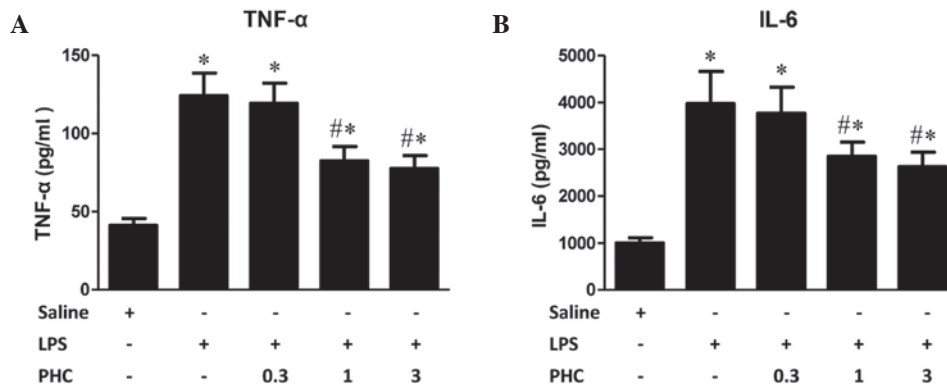 A
TNF-α
TNF-α (pg/ml)
150
100
50
0
*
*
#*
#*
Saline + - - - -
LPS - + + + +
PHC - - 0.3 1 3
B
IL-6
IL-6 (pg/ml)
5000
4000
3000
2000
1000
0
*
*
#*
#*
Saline + - - - -
LPS - + + + +
PHC - - 0.3 1 3